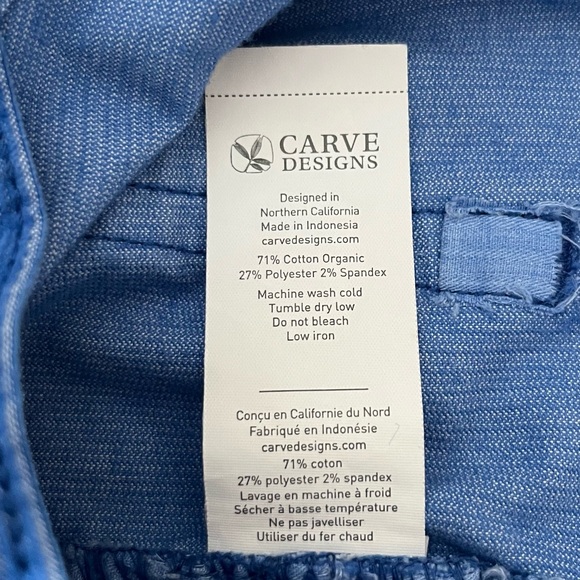 CARVE
DESIGNS
Designed in
Northern California
Made in Indonesia
carvedesigns.com
71% Cotton Organic
27% Polyester 2% Spandex
Machine wash cold
Tumble dry low
Do not bleach
Low iron
Conçu en Californie du Nord
Fabriqué en Indonésie
carvedesigns.com
71% coton
27% polyester 2% spandex
Lavage en machine à froid
Sécher à basse température
Ne pas javelliser
Utiliser du fer chaud